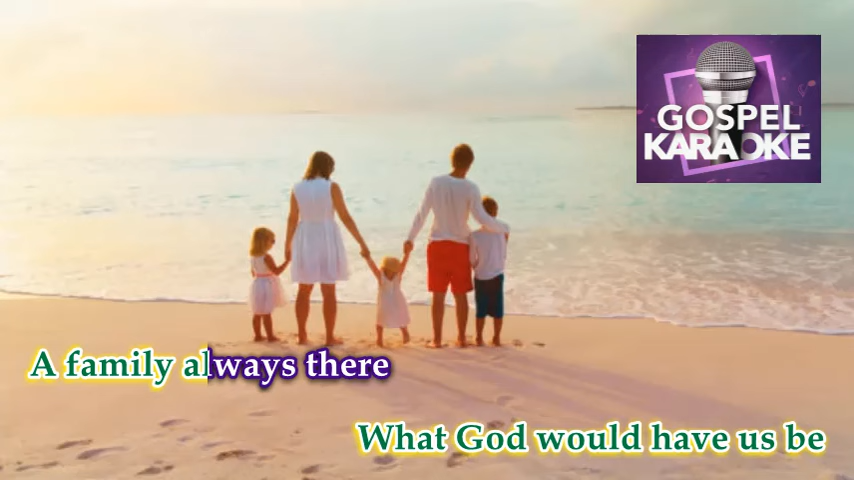 GOSPEL
KARAOKE
A family always there
What God would have us be